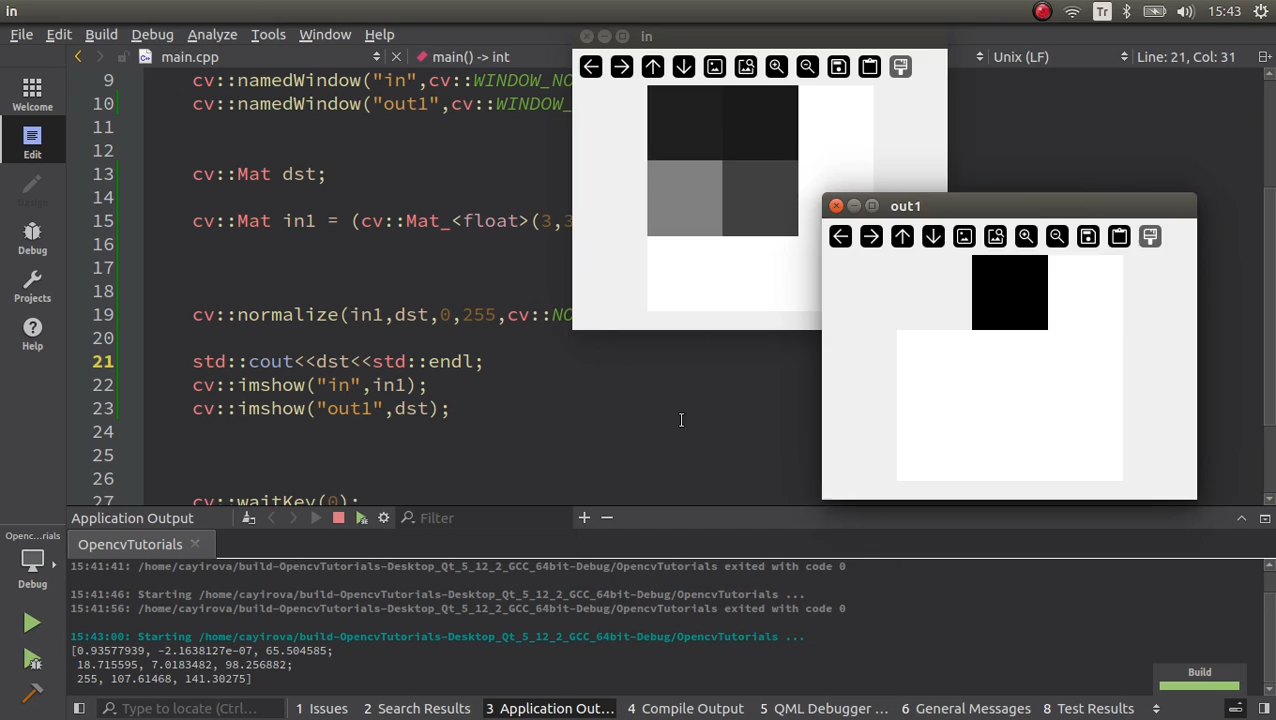 in
Tr
15:43
File Edit Build Debug Analyze Tools Window Help
main.cpp
main() -> int
Unix (LF)
Line: 21, Col: 31
in
out1
Welcome
Edit
Design
Debug
Projects
Help
9 cv::namedWindow("in",cv::WINDOW_NO
10 cv::namedWindow("out1",cv::WINDOW_
11
12
13 cv::Mat dst;
14
15 cv::Mat in1 = (cv::Mat_<float>(3,3
16
17
18
19 cv::normalize(in1,dst,0,255,cv::NO
20
21 std::cout<<dst<<std::endl;
22 cv::imshow("in",in1);
23 cv::imshow("out1",dst);
24
25
26
27 cv::waitKey(0);
Application Output
Filter
OpencvTutorials
Openc...rials
Debug
15:41:41: /home/cayirova/build-OpencvTutorials-Desktop_Qt_5_12_2_GCC_64bit-Debug/OpencvTutorials exited with code 0
15:41:46: Starting /home/cayirova/build-OpencvTutorials-Desktop_Qt_5_12_2_GCC_64bit-Debug/OpencvTutorials ...
15:41:56: /home/cayirova/build-OpencvTutorials-Desktop_Qt_5_12_2_GCC_64bit-Debug/OpencvTutorials exited with code 0
15:43:00: Starting /home/cayirova/build-OpencvTutorials-Desktop_Qt_5_12_2_GCC_64bit-Debug/OpencvTutorials ...
[0.93577939, -2.1638127e-07, 65.504585;
18.715595, 7.0183482, 98.256882;
255, 107.61468, 141.30275]
Build
Type to locate (Ctrl...
1 Issues
2 Search Results
3 Application Out...
4 Compile Output
5 QML Debugger ...
6 General Messages
8 Test Results